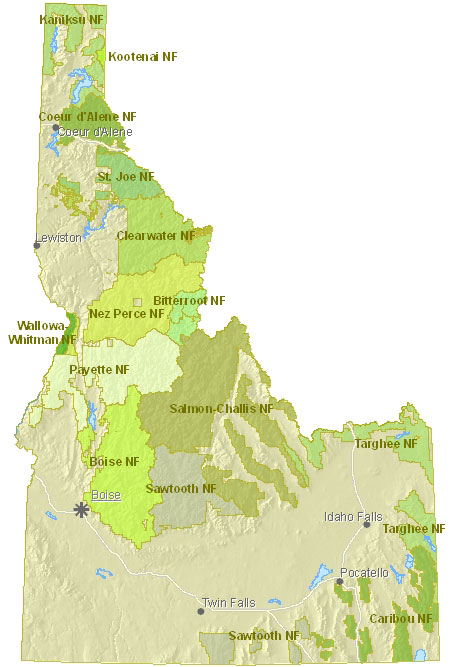 Kaniksu NF
Kootenai NF
Coeur d'Alene NF
Coeur d'Alene
St. Joe NF
Clearwater NF
Lewiston
Bitterroot NF
Nez Perce NF
Wallowa-
Whitman NF
Payette NF
Salmon-Challis NF
Targhee NF
Boise NF
Sawtooth NF
Boise
Idaho Falls
Targhee NF
Pocatello
Twin Falls
Caribou NF
Sawtooth NF